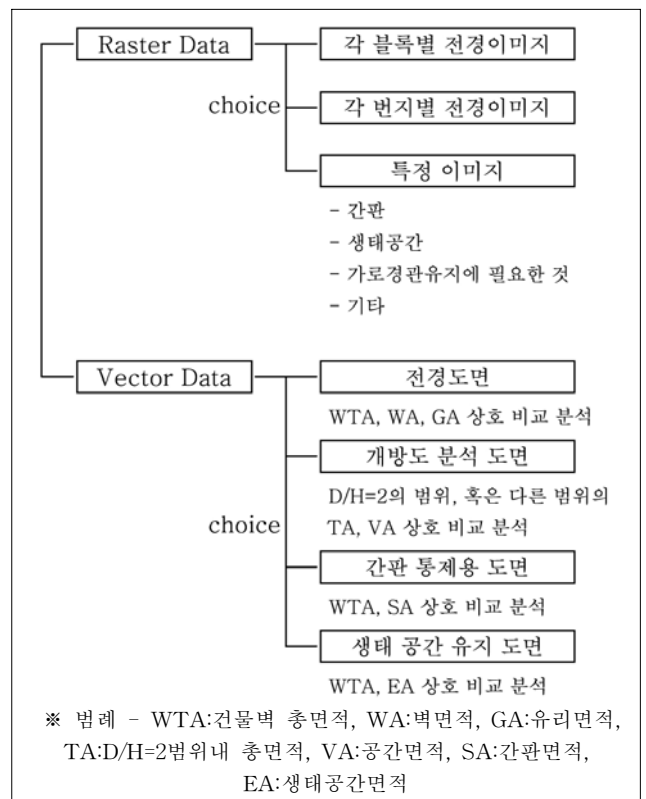 Raster Data
각 블록별 전경이미지
choice
각 번지별 전경이미지
특정 이미지
- 간판
- 생태공간
- 가로경관유지에 필요한 것
- 기타
Vector Data
전경도면
WTA, WA, GA 상호 비교 분석
개방도 분석 도면
D/H=2의 범위, 혹은 다른 범위의
TA, VA 상호 비교 분석
choice
간판 통제용 도면
WTA, SA 상호 비교 분석
생태 공간 유지 도면
WTA, EA 상호 비교 분석
※ 범례 - WTA:건물벽 총면적, WA:벽면적, GA:유리면적,
TA:D/H=2범위내 총면적, VA:공간면적, SA:간판면적,
EA:생태공간면적